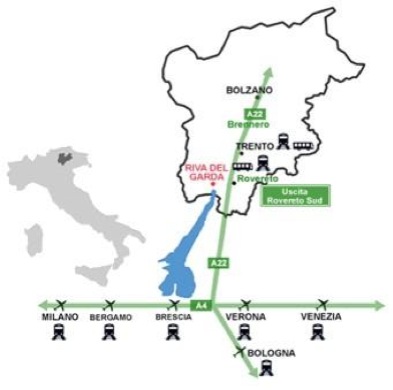 BOLZANO
A22
Brennero
TRENTO
RIVA DEL
GARDA
Rovereto
Uscita
Rovereto Sud
A22
A4
MILANO
BERGAMO
BRESCIA
VERONA
VENEZIA
BOLOGNA